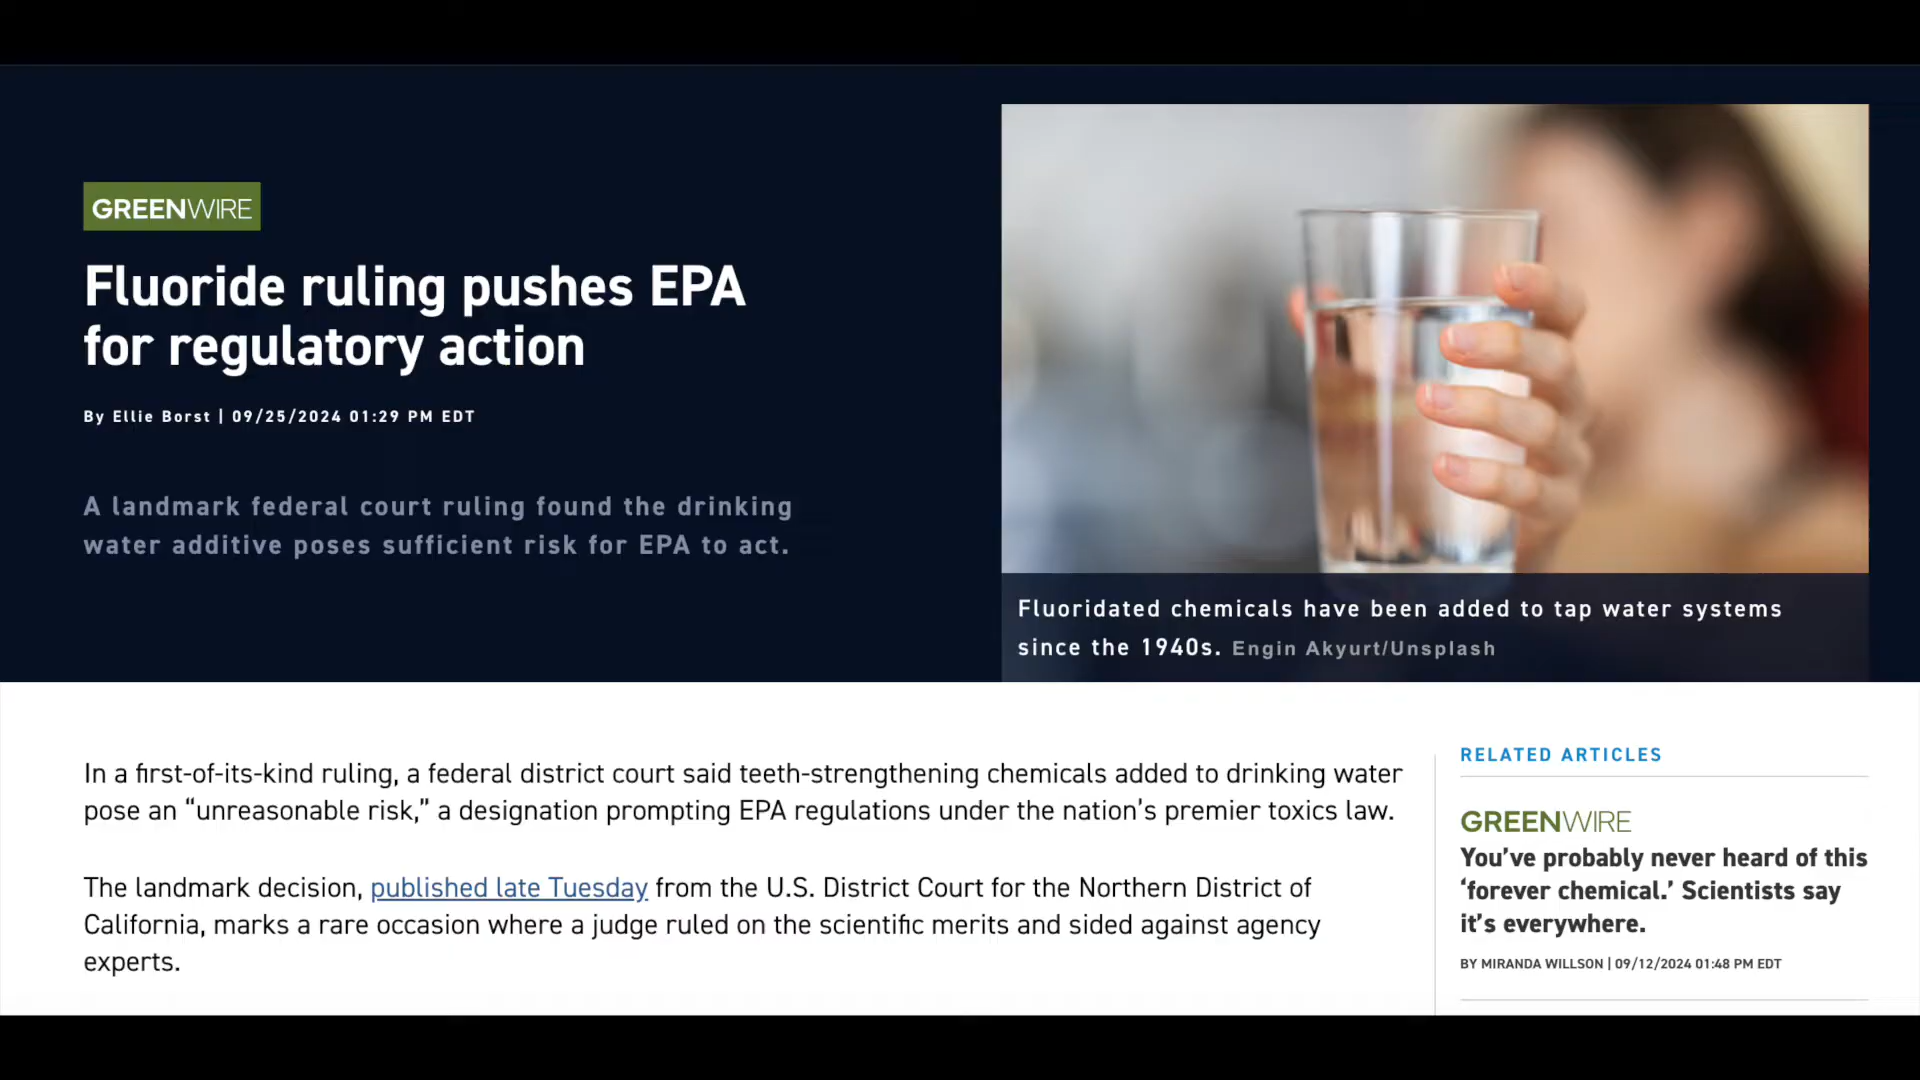 GREENWIRE
Fluoride ruling pushes EPA
for regulatory action
By Ellie Borst | 09/25/2024 01:29 PM EDT
A landmark federal court ruling found the drinking
water additive poses sufficient risk for EPA to act.
Fluoridated chemicals have been added to tap water systems
since the 1940s. Engin Akyurt/Unsplash
In a first-of-its-kind ruling, a federal district court said teeth-strengthening chemicals added to drinking water
pose an “unreasonable risk,” a designation prompting EPA regulations under the nation’s premier toxics law.
The landmark decision, published late Tuesday from the U.S. District Court for the Northern District of
California, marks a rare occasion where a judge ruled on the scientific merits and sided against agency
experts.
RELATED ARTICLES
GREENWIRE
You’ve probably never heard of this
‘forever chemical.’ Scientists say
it’s everywhere.
BY MIRANDA WILLSON | 09/12/2024 01:48 PM EDT